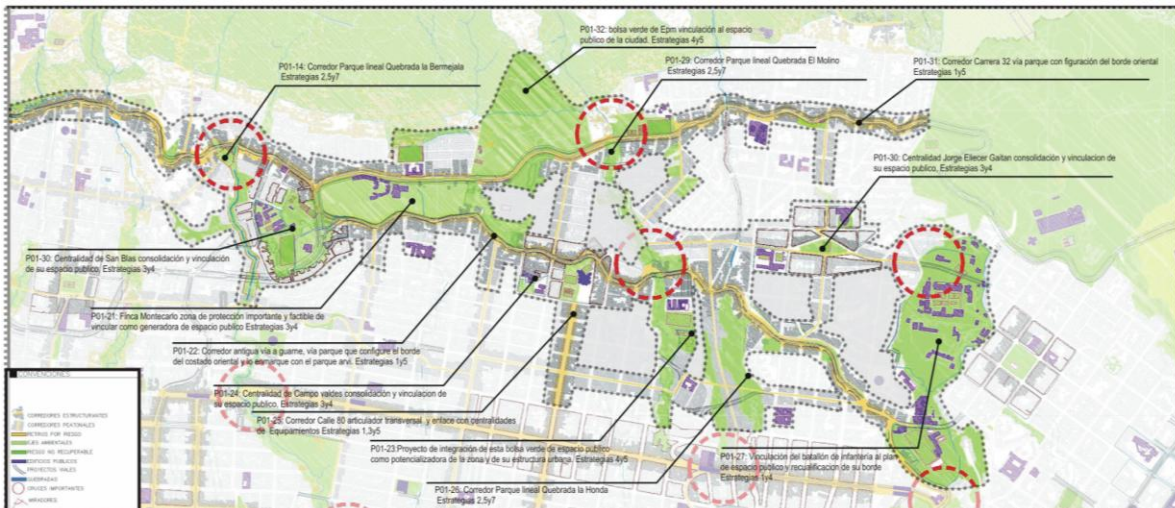 P01-32: bolsa verde de Epm vinculación al espacio
publico de la ciudad. Estrategias 4y5
P01-14: Corredor Parque lineal Quebrada la Bermejala
Estrategias 2,5y7
P01-29: Corredor Parque lineal Quebrada El Molino
Estrategias 2,5y7
P01-31: Corredor Carrera 32 vía parque con figuración del borde oriental
Estrategias 1y5
P01-30: Centralidad Jorge Eliecer Gaitan consolidación y vinculacion de
su espacio publico, Estrategias 3y4
P01-30: Centralidad de San Blas consolidación y vinculación
de su espacio publico. Estrategias 3y4
P01-21: Finca Montecarlo zona de protección importante y factible de
vincular como generadora de espacio publico Estrategias 3y4
P01-22: Corredor antigua vía a guarne, vía parque que configure el borde
del costado oriental y lo enmarque con el parque arvi. Estrategias 1y5
P01-24: Centralidad de Campo valdes consolidación y vinculacion de
su espacio publico. Estrategias 3y4
P01-25: Corredor Calle 80 articulador transversal y enlace con centralidades
de Equipamientos Estrategias 1,3y5
P01-23:Proyecto de integración de esta bolsa verde de espacio publico
como potencializadora de la zona y de su estructura urbana. Estrategias 4y5
P01-27: Vinculación del batallón de infanteria al plan
de espacio público y recualificación de su borde
Estrategias 1y4
P01-26: Corredor Parque lineal Quebrada la Honda
Estrategias 2,5y7
CONVENCIONES
CORREDORES ESTRUCTURANTES
CORREDORES PEATONALES
RETIROS POR RIESGO
EJES AMBIENTALES
RIESGO NO RECUPERABLE
EDIFICIOS PUBLICOS
PROYECTOS VIALES
QUEBRADAS
CRUCES IMPORTANTES
MIRADORES